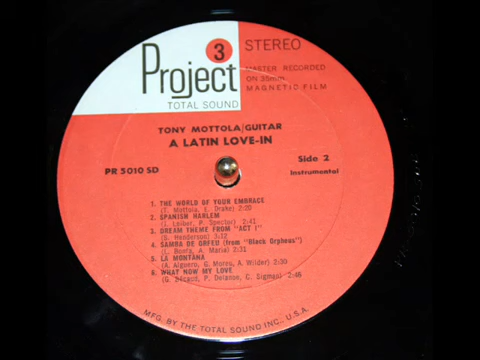 Project 3
STEREO
TOTAL SOUND
MASTER RECORDED
ON 35mm
MAGNETIC FILM
TONY MOTTOLA/GUITAR
A LATIN LOVE-IN
PR 5010 SD
Side 2
Instrumental
1. THE WORLD OF YOUR EMBRACE
(T. Mottola, E. Drake) 2:20
2. SPANISH HARLEM
(J. Leiber, P. Spector) 2:41
3. DREAM THEME FROM "ACT I"
(S. Henderson) 3:12
4. SAMBA DE ORFEU (from "Black Orpheus")
(L. Bonfa, A. Maria) 2:31
5. LA MONTANA
(A. Alguero, G. Moreu, A. Wilder) 2:30
6. WHAT NOW MY LOVE
(G. Bécaud, P. Delanoe, C. Sigman) 2:46
MFG. BY THE TOTAL SOUND INC., U.S.A.